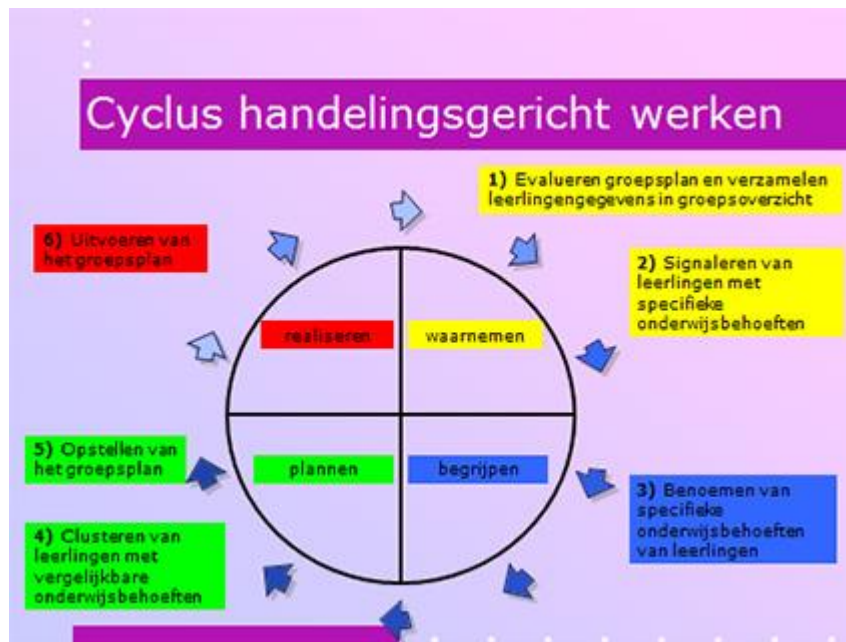 Cyclus handelingsgericht werken
1) Evalueren groepsplan en verzamelen
leerlingengegevens in groepsoverzicht
2) Signaleren van
leerlingen met
specifieke
onderwijsbehoeften
3) Benoemen van
specifieke
onderwijsbehoeften
van leerlingen
4) Clusteren van
leerlingen met
vergelijkbare
onderwijsbehoeften
5) Opstellen van
het groepsplan
6) Uitvoeren van
het groepsplan
realiseren
waarnemen
plannen
begrijpen